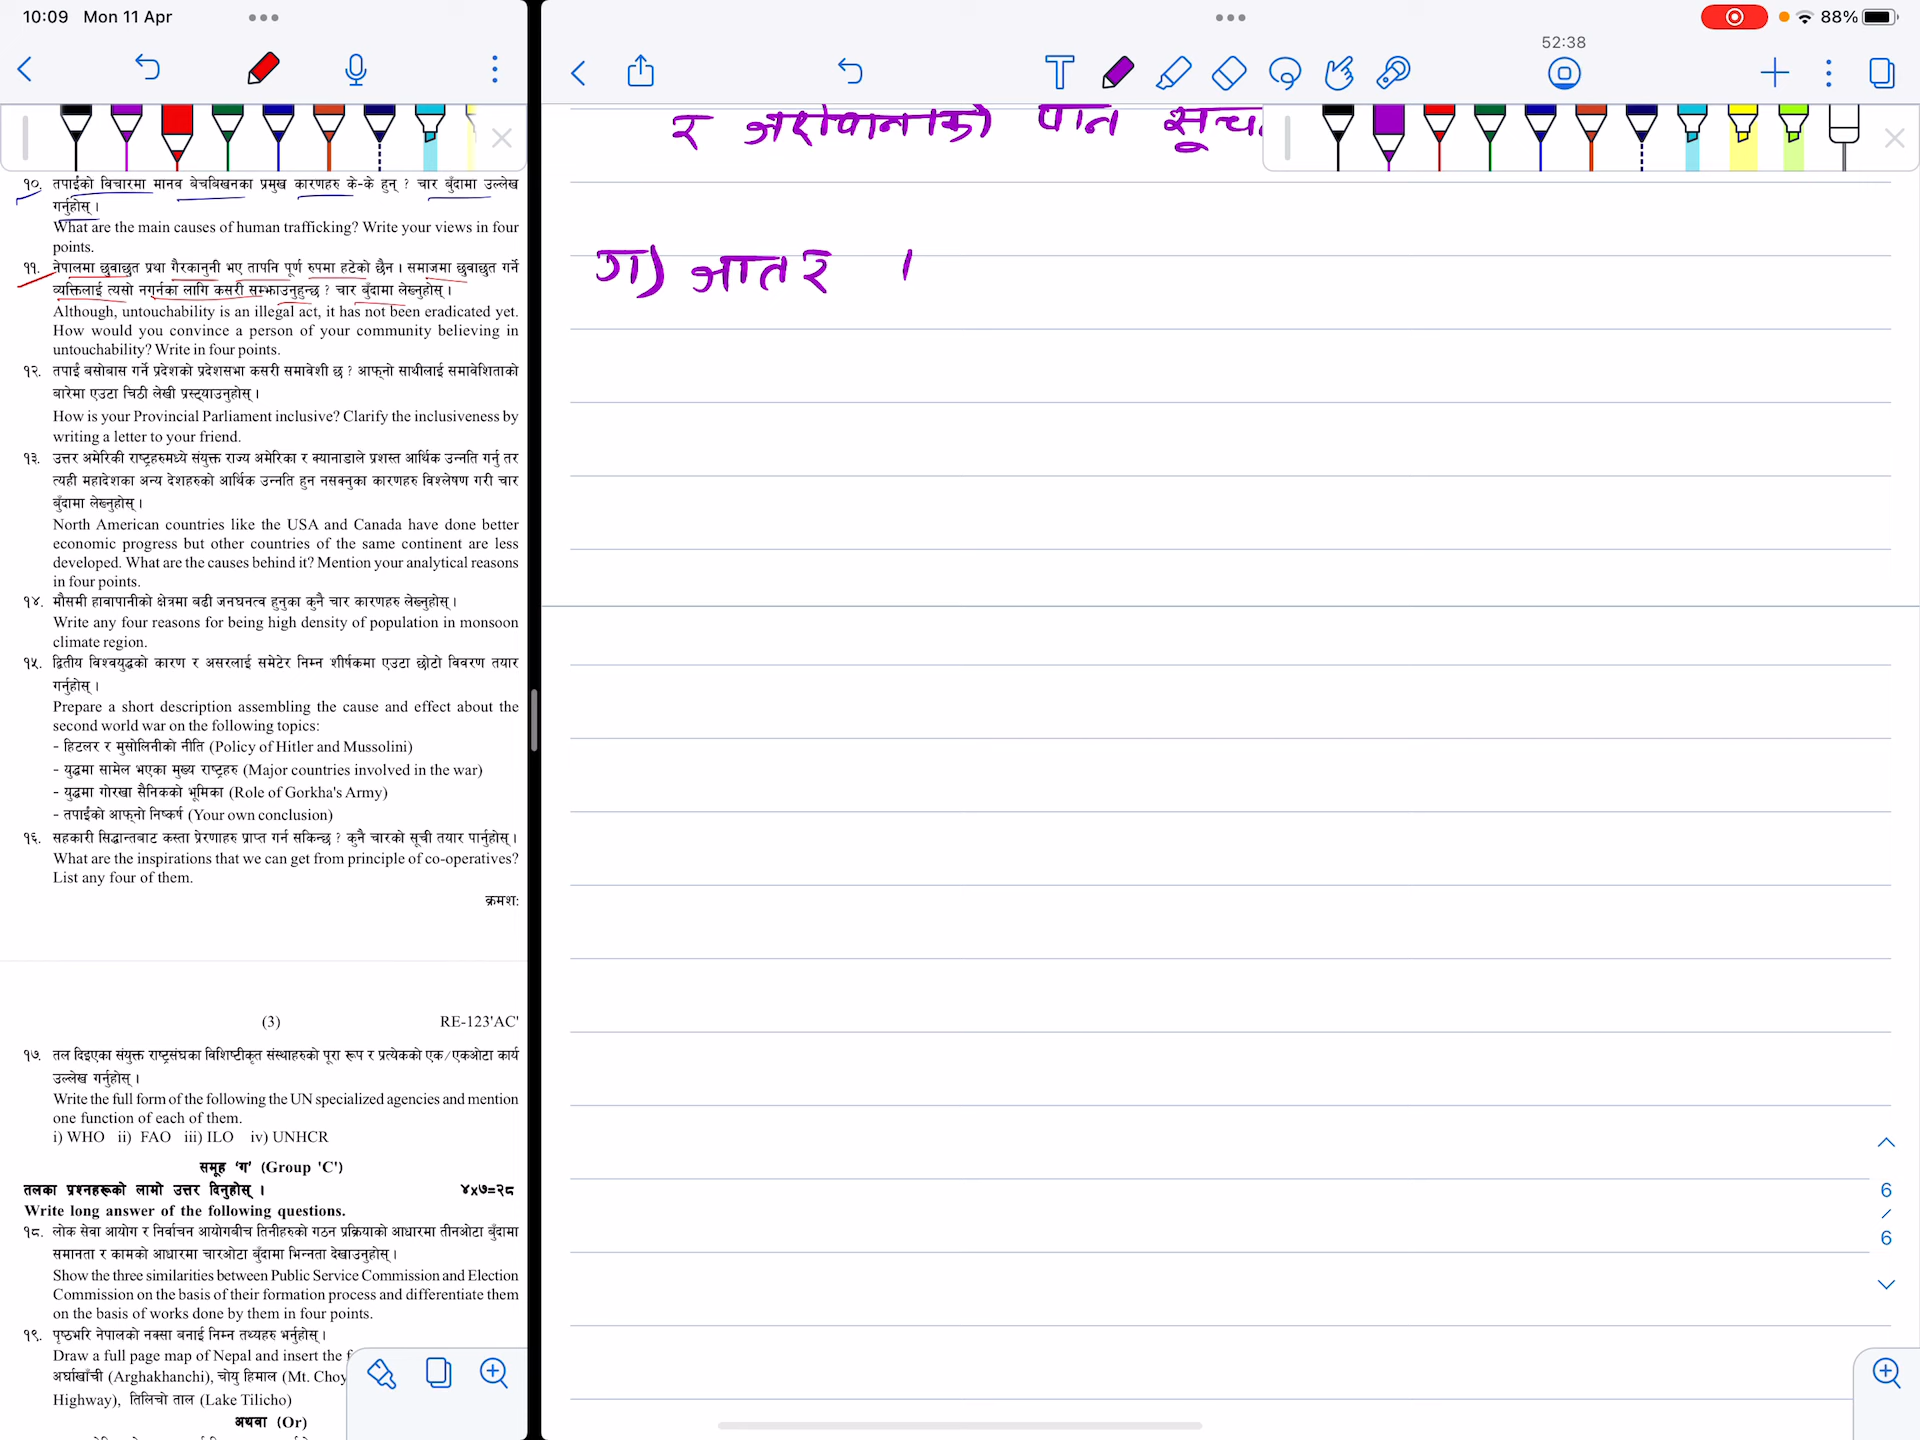 10:09 Mon 11 Apr
88%
52:38
१०. तपाईंको विचारमा मानव बेचबिखनका प्रमुख कारणहरु के-के हुन् ? चार बुँदामा उल्लेख
गर्नुहोस् ।
What are the main causes of human trafficking? Write your views in four
points.
११. नेपालमा छुवाछुत प्रथा गैरकानुनी भए तापनि पूर्ण रुपमा हटेको छैन । समाजमा छुवाछुत गर्ने
व्यक्तिलाई त्यसो नगर्नका लागि कसरी सम्झाउनुहुन्छ ? चार बुँदामा लेख्नुहोस् ।
Although, untouchability is an illegal act, it has not been eradicated yet.
How would you convince a person of your community believing in
untouchability? Write in four points.
१२. तपाईं बसोबास गर्ने प्रदेशको प्रदेशसभा कसरी समावेशी छ ? आफ्नो साथीलाई समावेशिताको
बारेमा एउटा चिठी लेखी प्रस्ट्याउनुहोस् ।
How is your Provincial Parliament inclusive? Clarify the inclusiveness by
writing a letter to your friend.
१३. उत्तर अमेरिकी राष्ट्रहरुमध्ये संयुक्त राज्य अमेरिका र क्यानाडाले प्रशस्त आर्थिक उन्नति गर्नु तर
त्यही महादेशका अन्य देशहरुको आर्थिक उन्नति हुन नसक्नुका कारणहरु विश्लेषण गरी चार
बुँदामा लेख्नुहोस् ।
North American countries like the USA and Canada have done better
economic progress but other countries of the same continent are less
developed. What are the causes behind it? Mention your analytical reasons
in four points.
१४. मौसमी हावापानीको क्षेत्रमा बढी जनघनत्व हुनुका कुनै चार कारणहरु लेख्नुहोस् ।
Write any four reasons for being high density of population in monsoon
climate region.
१५. द्वितीय विश्वयुद्धको कारण र असरलाई समेटेर निम्न शीर्षकमा एउटा छोटो विवरण तयार
गर्नुहोस् ।
Prepare a short description assembling the cause and effect about the
second world war on the following topics:
- हिटलर र मुसोलिनीको नीति (Policy of Hitler and Mussolini)
- युद्धमा सामेल भएका मुख्य राष्ट्रहरु (Major countries involved in the war)
- युद्धमा गोरखा सैनिकको भूमिका (Role of Gorkha's Army)
- तपाईंको आफ्नो निष्कर्ष (Your own conclusion)
१६. सहकारी सिद्धान्तबाट कस्ता प्रेरणाहरु प्राप्त गर्न सकिन्छ ? कुनै चारको सूची तयार पार्नुहोस् ।
What are the inspirations that we can get from principle of co-operatives?
List any four of them.
क्रमश:
(3) RE-123'AC'
१७. तल दिइएका संयुक्त राष्ट्रसंघका विशिष्टीकृत संस्थाहरुको पूरा रूप र प्रत्येकको एक/एकओटा कार्य
उल्लेख गर्नुहोस् ।
Write the full form of the following the UN specialized agencies and mention
one function of each of them.
i) WHO ii) FAO iii) ILO iv) UNHCR
समूह ‘ग’ (Group 'C')
तलका प्रश्नहरूको लामो उत्तर दिनुहोस् । ४x७=२८
Write long answer of the following questions.
१८. लोक सेवा आयोग र निर्वाचन आयोगबीच तिनीहरुको गठन प्रक्रियाको आधारमा तीनओटा बुँदामा
समानता र कामको आधारमा चारओटा बुँदामा भिन्नता देखाउनुहोस् ।
Show the three similarities between Public Service Commission and Election
Commission on the basis of their formation process and differentiate them
on the basis of works done by them in four points.
१९. पृष्ठभरि नेपालको नक्सा बनाई निम्न तथ्यहरु भर्नुहोस् ।
Draw a full page map of Nepal and insert the
अर्घाखाँची (Arghakhanchi), चोयु हिमाल (Mt. Choy
Highway), तिलिचो ताल (Lake Tilicho)
अथवा (Or)
र
ग) जात र
6
/
6